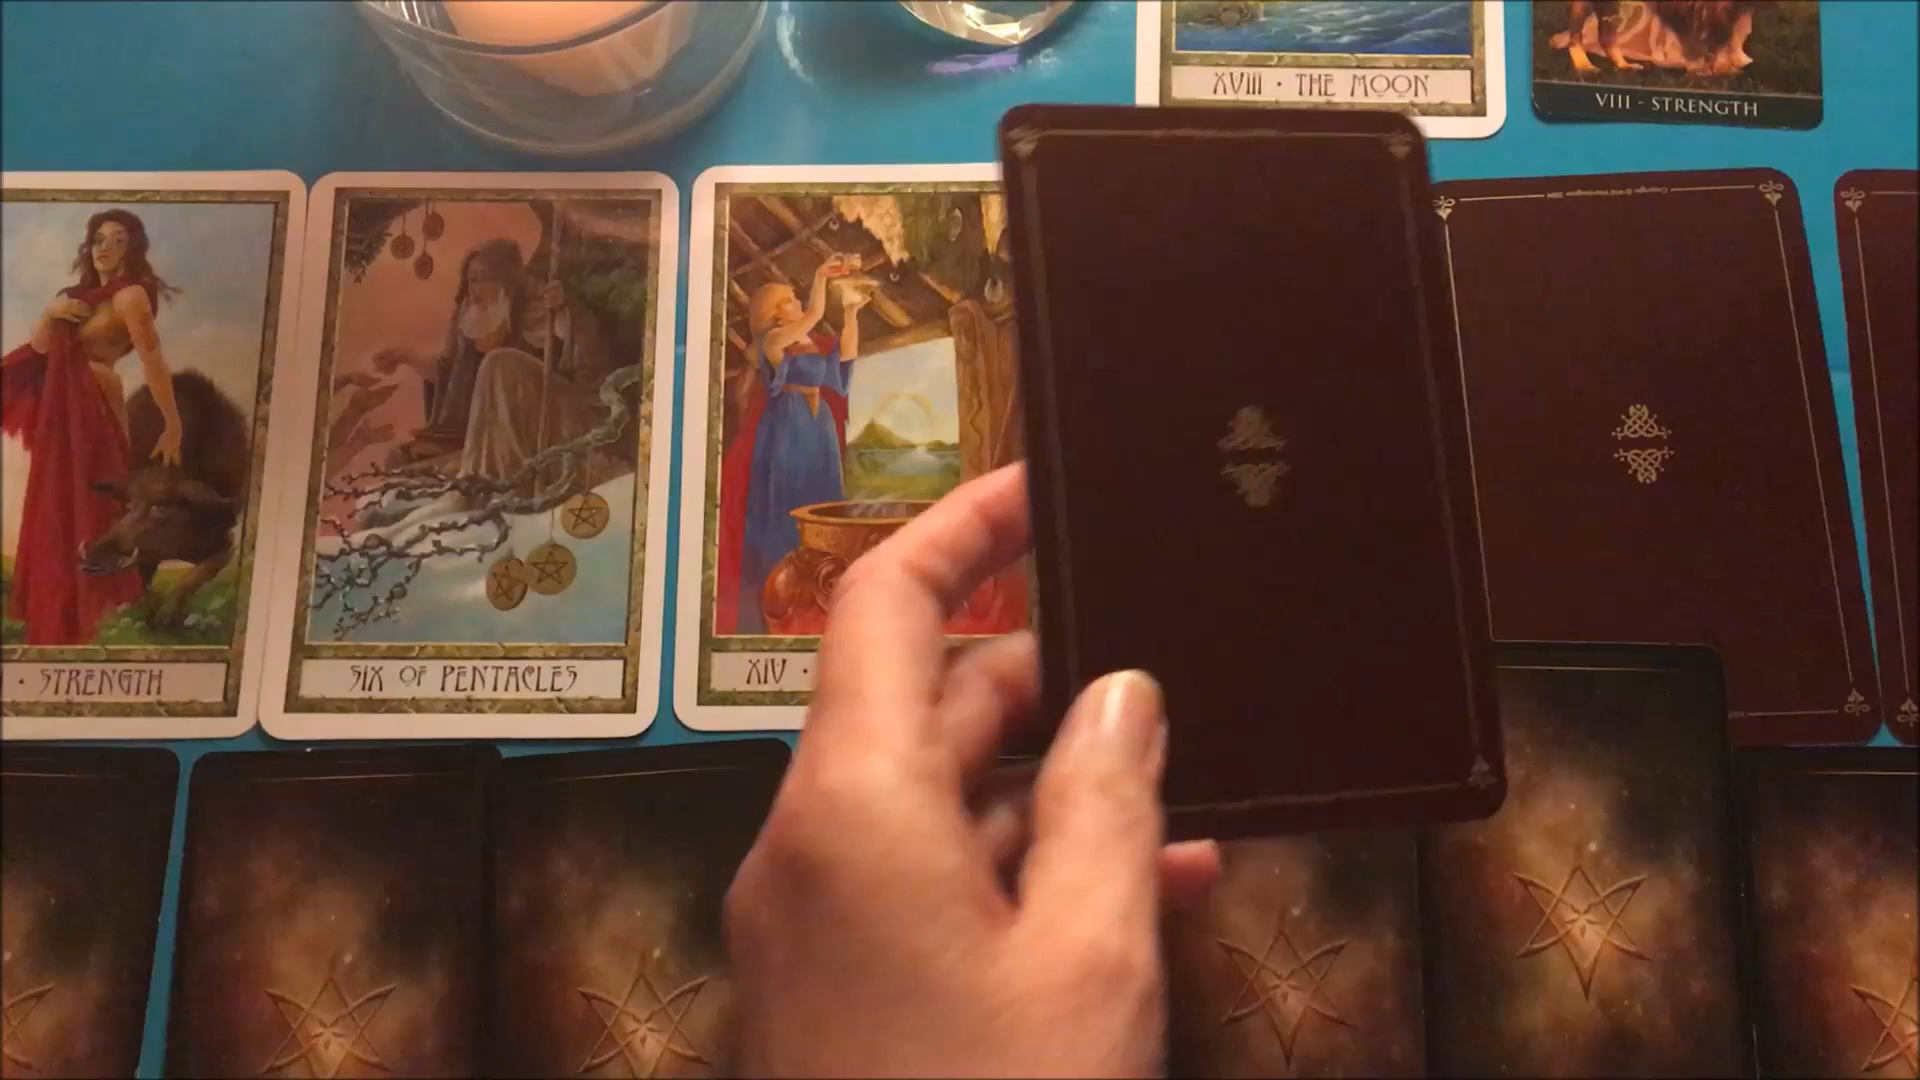 XVIII · THE MOON
VIII - STRENGTH
· STRENGTH
SIX OF PENTACLES
XIV ·